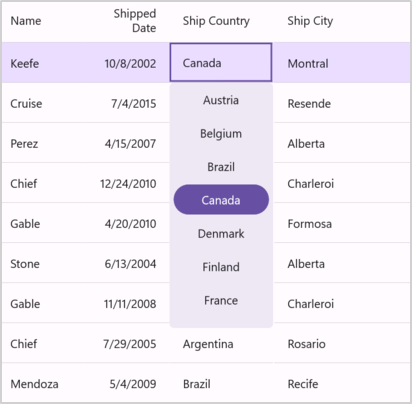 Name Shipped Date Ship Country Ship City
Keefe 10/8/2002 Canada Montral
Cruise 7/4/2015 Austria Resende
Perez 4/15/2007 Belgium Alberta
Chief 12/24/2010 Brazil Charleroi
Gable 4/20/2010 Canada Formosa
Stone 6/13/2004 Denmark Alberta
Gable 11/11/2008 Finland Charleroi
France
Chief 7/29/2005 Argentina Rosario
Mendoza 5/4/2009 Brazil Recife